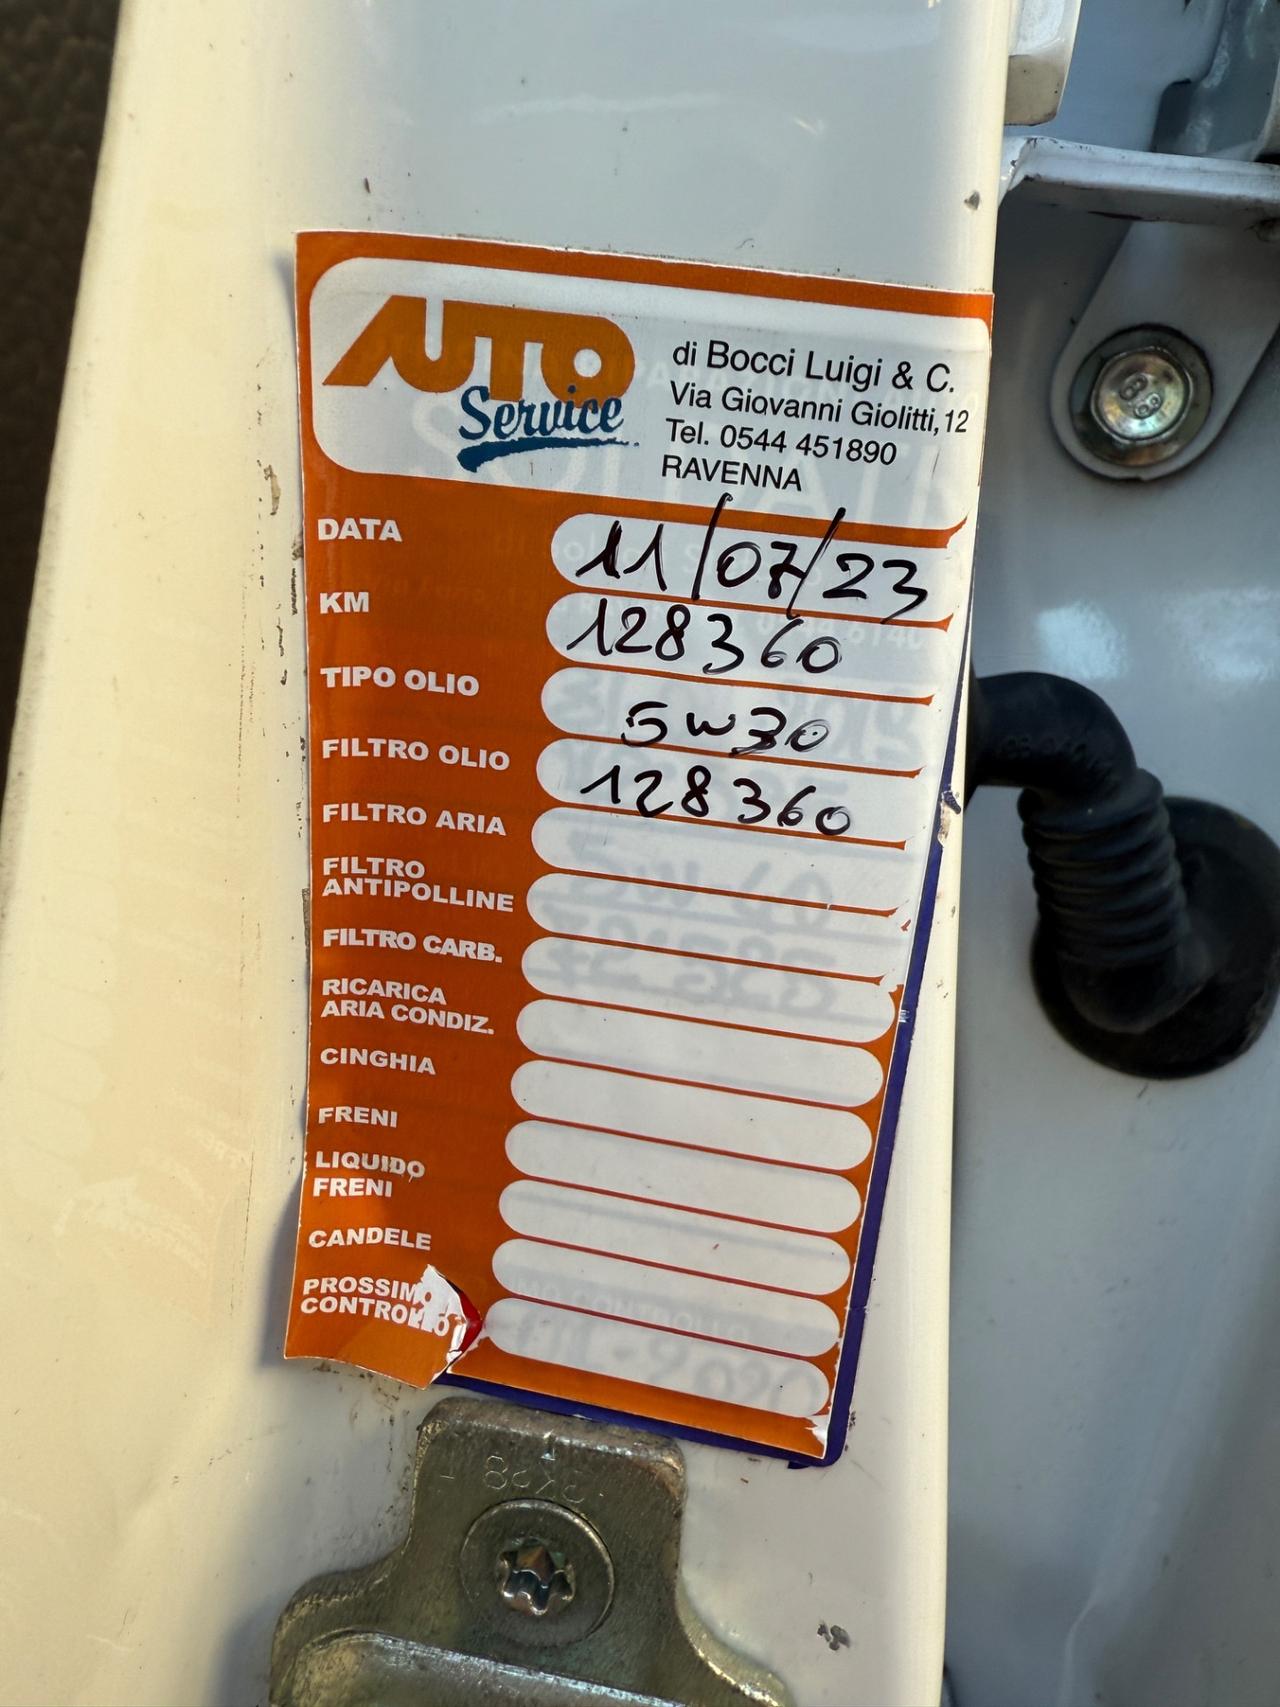 AUTO
Service
di Bocci Luigi & C.
Via Giovanni Giolitti, 12
Tel. 0544 451890
RAVENNA
DATA 11/07/23
KM 128360
TIPO OLIO 5W30
FILTRO OLIO 128360
FILTRO ARIA
FILTRO
ANTIPOLLINE
FILTRO CARB.
RICARICA
ARIA CONDIZ.
CINGHIA
FRENI
LIQUIDO
FRENI
CANDELE
PROSSIMO
CONTROLLO
8.8